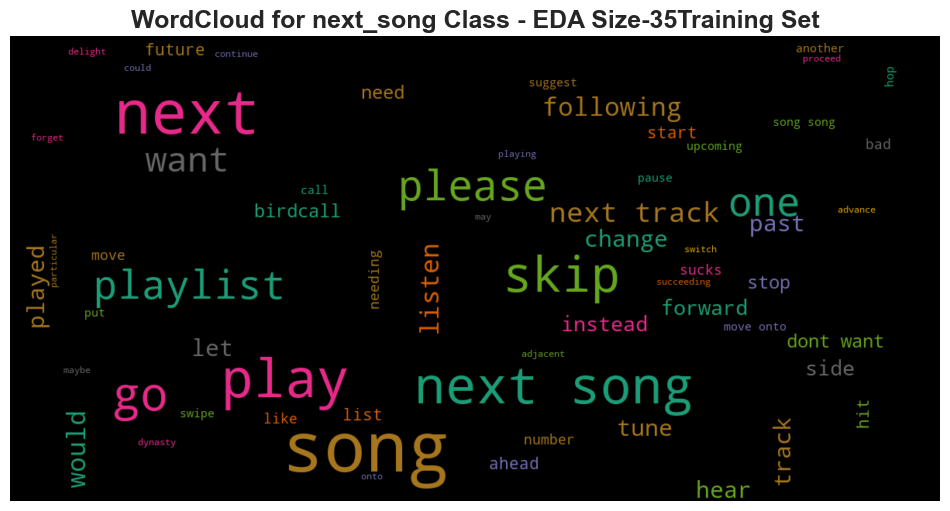 WordCloud for next_song Class - EDA Size-35Training Set
delight
future
continue
another
proceed
could
hop
suggest
need
next
following
song song
start
forget
upcoming
bad
want
playing
please
pause
call
one
birdcall
next track
advance
may
past
change
played
particular
move
needing
listen
switch
skip
sucks
succeeding
stop
playlist
forward
put
instead
move onto
dont want
let
adjacent
side
maybe
play
next song
go
swipe
like
list
hit
would
tune
track
dynasty
song
number
ahead
onto
hear